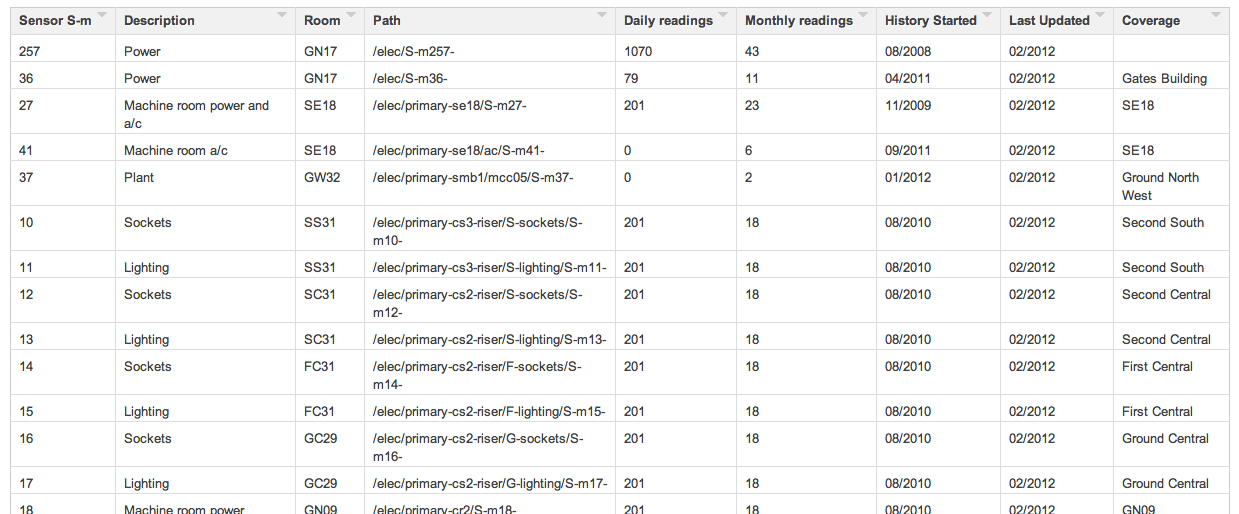 Sensor S-m Description Room Path Daily readings Monthly readings History Started Last Updated Coverage
257 Power GN17 /elec/S-m257- 1070 43 08/2008 02/2012
36 Power GN17 /elec/S-m36- 79 11 04/2011 02/2012 Gates Building
27 Machine room power and SE18 /elec/primary-se18/S-m27- 201 23 11/2009 02/2012 SE18
a/c
41 Machine room a/c SE18 /elec/primary-se18/ac/S-m41- 0 6 09/2011 02/2012 SE18
37 Plant GW32 /elec/primary-smb1/mcc05/S-m37- 0 2 01/2012 02/2012 Ground North
West
10 Sockets SS31 /elec/primary-cs3-riser/S-sockets/S- 201 18 08/2010 02/2012 Second South
m10-
11 Lighting SS31 /elec/primary-cs3-riser/S-lighting/S-m11- 201 18 08/2010 02/2012 Second South
12 Sockets SC31 /elec/primary-cs2-riser/S-sockets/S- 201 18 08/2010 02/2012 Second Central
m12-
13 Lighting SC31 /elec/primary-cs2-riser/S-lighting/S-m13- 201 18 08/2010 02/2012 Second Central
14 Sockets FC31 /elec/primary-cs2-riser/F-sockets/S- 201 18 08/2010 02/2012 First Central
m14-
15 Lighting FC31 /elec/primary-cs2-riser/F-lighting/S-m15- 201 18 08/2010 02/2012 First Central
16 Sockets GC29 /elec/primary-cs2-riser/G-sockets/S- 201 18 08/2010 02/2012 Ground Central
m16-
17 Lighting GC29 /elec/primary-cs2-riser/G-lighting/S-m17- 201 18 08/2010 02/2012 Ground Central
18 Machine room power GN09 /elec/primary-cr2/S-m18- 201 18 08/2010 02/2012 GN09